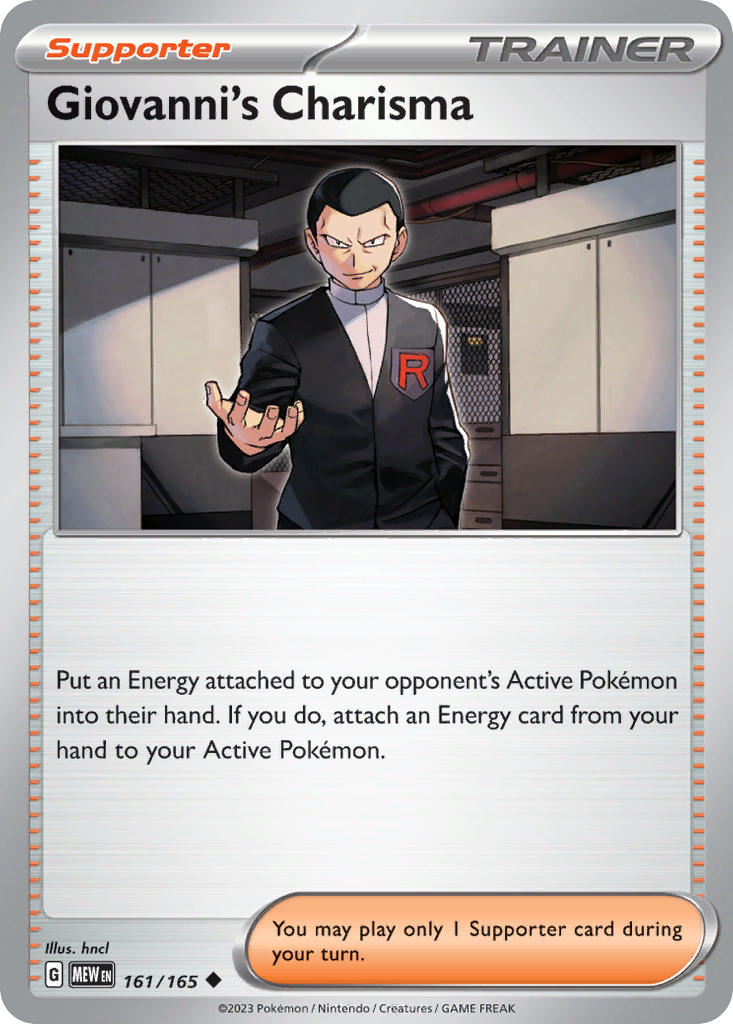 Supporter
TRAINER
Giovanni's Charisma
R
Put an Energy attached to your opponent's Active Pokémon
into their hand. If you do, attach an Energy card from your
hand to your Active Pokémon.
You may play only 1 Supporter card during
your turn.
Illus. hncl
G MEW EN 161/165
©2023 Pokémon / Nintendo / Creatures / GAME FREAK